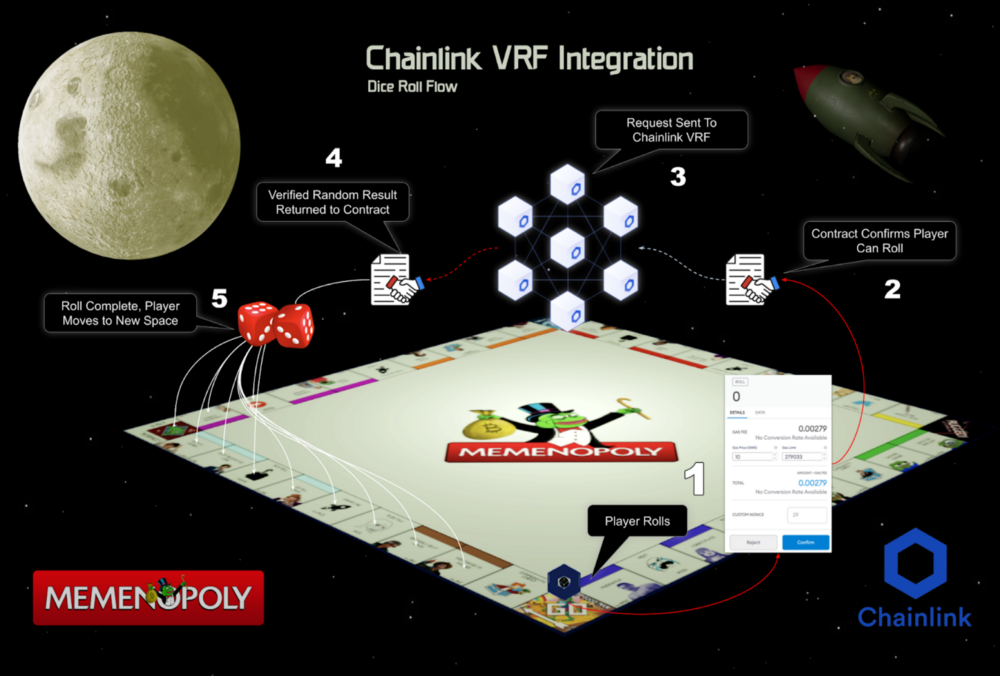 Chainlink VRF Integration
Dice Roll Flow
Request Sent To
Chainlink VRF
3
4
Verified Random Result
Returned to Contract
Contract Confirms Player
Can Roll
2
5
Roll Complete, Player
Moves to New Space
MEMENOPOLY
1
Player Rolls
ROLL
0
DETAILS DATA
GAS FEE
0.00279
No Conversion Rate Available
Gas Price (GWEI) Gas Limit
10 279033
AMOUNT + GAS FEE
TOTAL
0.00279
No Conversion Rate Available
CUSTOM NONCE
Reject Confirm
GO
MEMENOPOLY
Chainlink